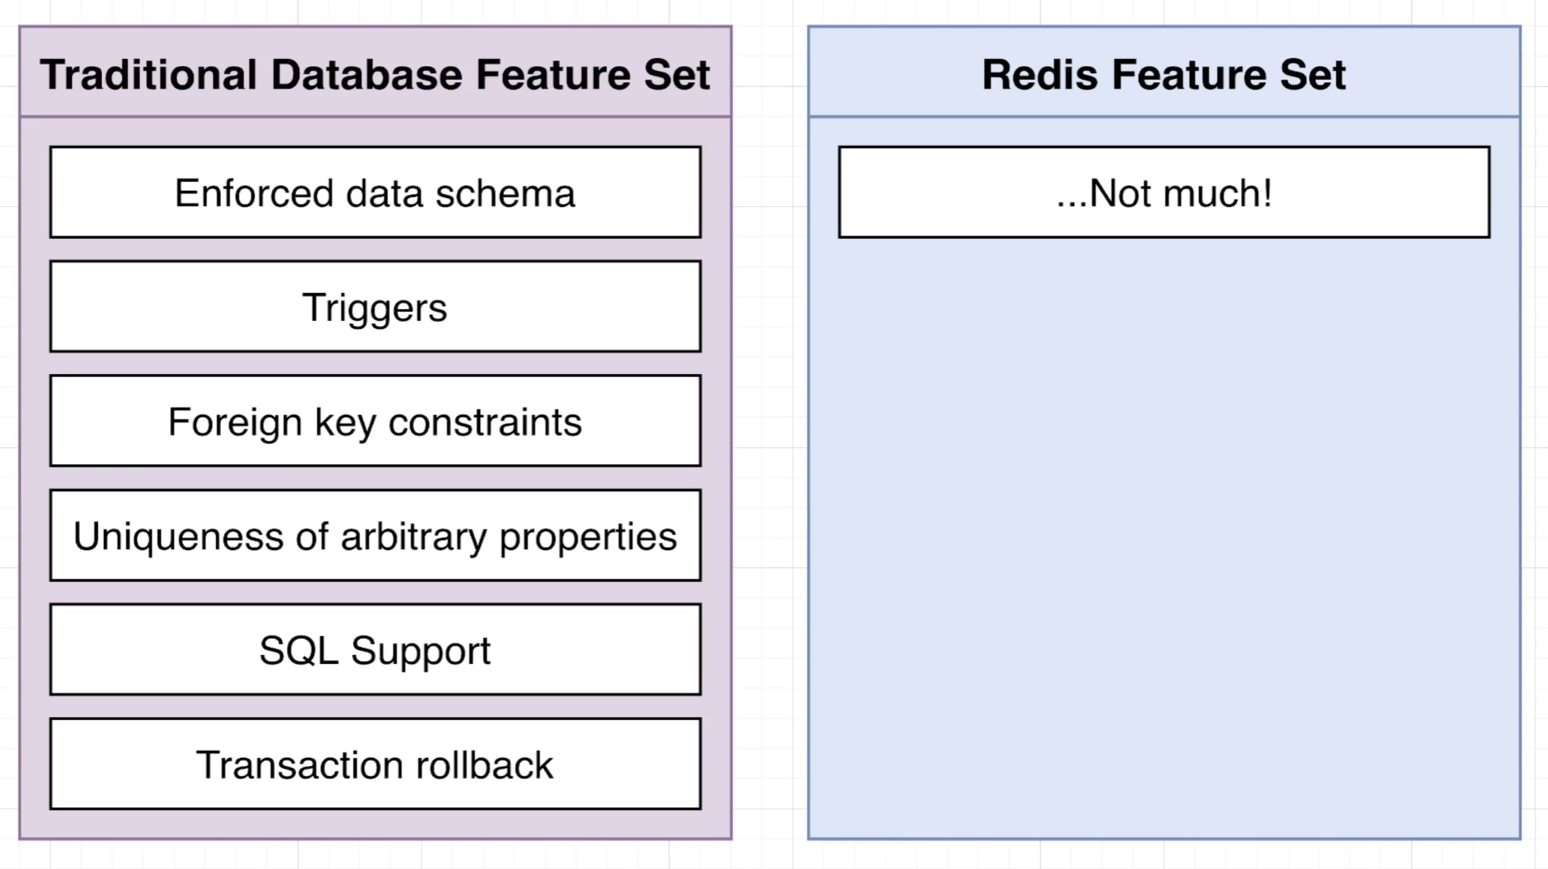 Traditional Database Feature Set
Enforced data schema
Triggers
Foreign key constraints
Uniqueness of arbitrary properties
SQL Support
Transaction rollback
Redis Feature Set
...Not much!